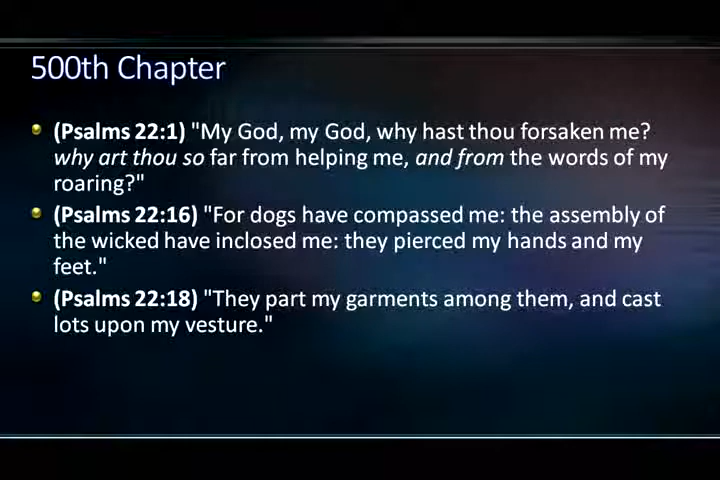 500th Chapter
(Psalms 22:1) "My God, my God, why hast thou forsaken me?
why art thou so far from helping me, and from the words of my
roaring?"
(Psalms 22:16) "For dogs have compassed me: the assembly of
the wicked have inclosed me: they pierced my hands and my
feet."
(Psalms 22:18) "They part my garments among them, and cast
lots upon my vesture."